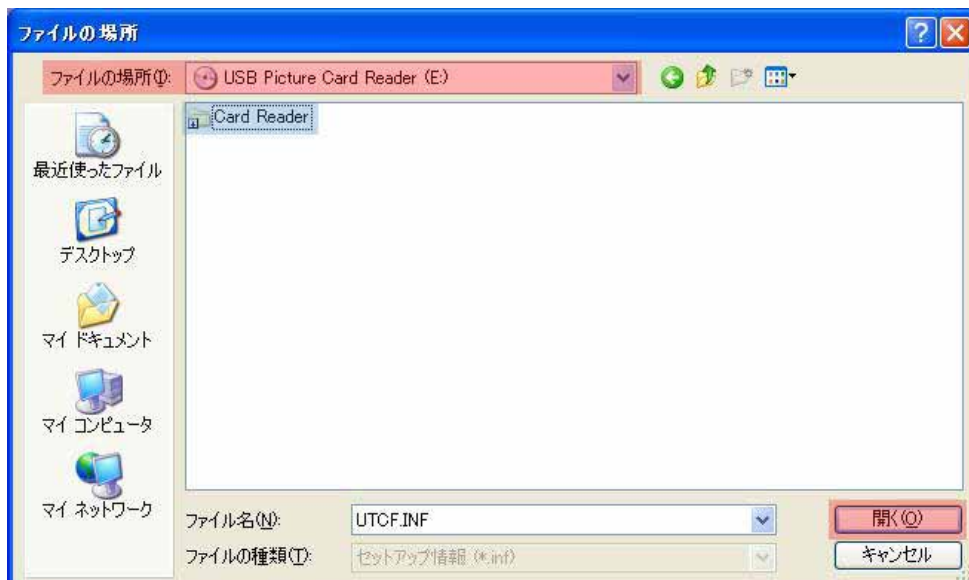 ファイルの場所
ファイルの場所(I):
USB Picture Card Reader (E:)
Card Reader
最近使ったファイル
デスクトップ
マイ ドキュメント
マイ コンピュータ
マイ ネットワーク
ファイル名(N):
UTCF.INF
開く(O)
ファイルの種類(T):
セットアップ情報 (*.inf)
キャンセル